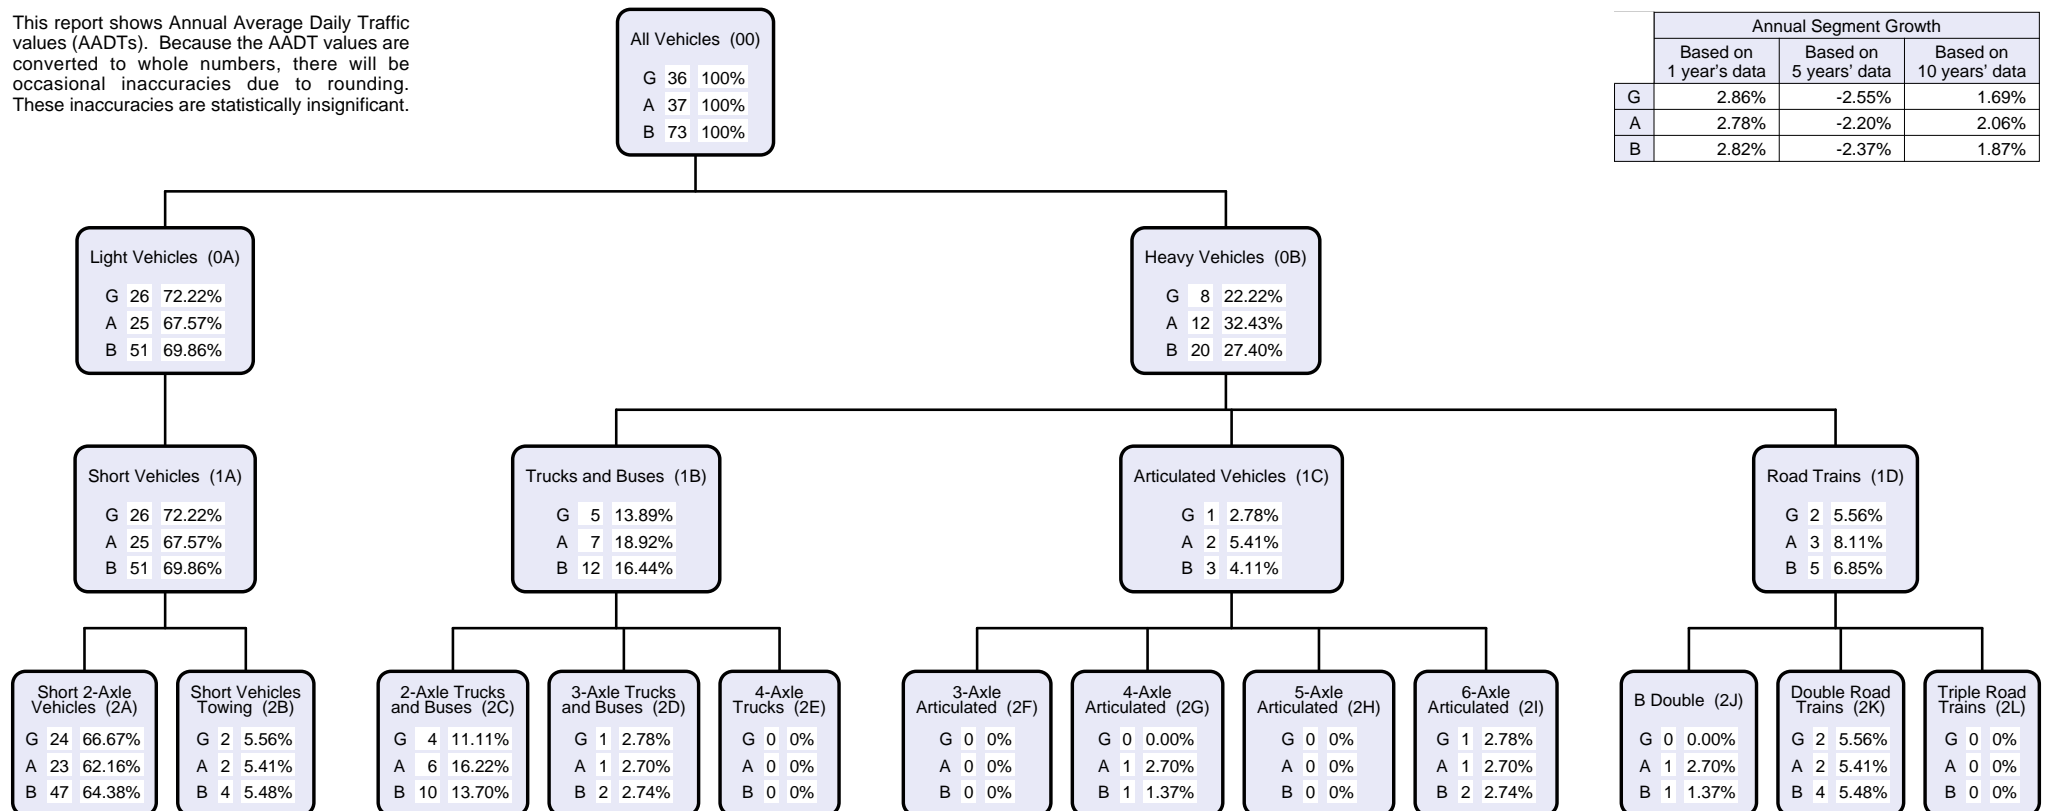 This report shows Annual Average Daily Traffic
values (AADTs). Because the AADT values are
converted to whole numbers, there will be
occasional inaccuracies due to rounding.
These inaccuracies are statistically insignificant.
All Vehicles (00)
G 36 100%
A 37 100%
B 73 100%
Annual Segment Growth
Based on 1 year's data Based on 5 years' data Based on 10 years' data
G 2.86% -2.55% 1.69%
A 2.78% -2.20% 2.06%
B 2.82% -2.37% 1.87%
Light Vehicles (0A)
G 26 72.22%
A 25 67.57%
B 51 69.86%
Heavy Vehicles (0B)
G 8 22.22%
A 12 32.43%
B 20 27.40%
Short Vehicles (1A)
G 26 72.22%
A 25 67.57%
B 51 69.86%
Trucks and Buses (1B)
G 5 13.89%
A 7 18.92%
B 12 16.44%
Articulated Vehicles (1C)
G 1 2.78%
A 2 5.41%
B 3 4.11%
Road Trains (1D)
G 2 5.56%
A 3 8.11%
B 5 6.85%
Short 2-Axle
Vehicles (2A)
G 24 66.67%
A 23 62.16%
B 47 64.38%
Short Vehicles
Towing (2B)
G 2 5.56%
A 2 5.41%
B 4 5.48%
2-Axle Trucks
and Buses (2C)
G 4 11.11%
A 6 16.22%
B 10 13.70%
3-Axle Trucks
and Buses (2D)
G 1 2.78%
A 1 2.70%
B 2 2.74%
4-Axle
Trucks (2E)
G 0 0%
A 0 0%
B 0 0%
3-Axle
Articulated (2F)
G 0 0%
A 0 0%
B 0 0%
4-Axle
Articulated (2G)
G 0 0.00%
A 1 2.70%
B 1 1.37%
5-Axle
Articulated (2H)
G 0 0%
A 0 0%
B 0 0%
6-Axle
Articulated (2I)
G 1 2.78%
A 1 2.70%
B 2 2.74%
B Double (2J)
G 0 0.00%
A 1 2.70%
B 1 1.37%
Double Road
Trains (2K)
G 2 5.56%
A 2 5.41%
B 4 5.48%
Triple Road
Trains (2L)
G 0 0%
A 0 0%
B 0 0%